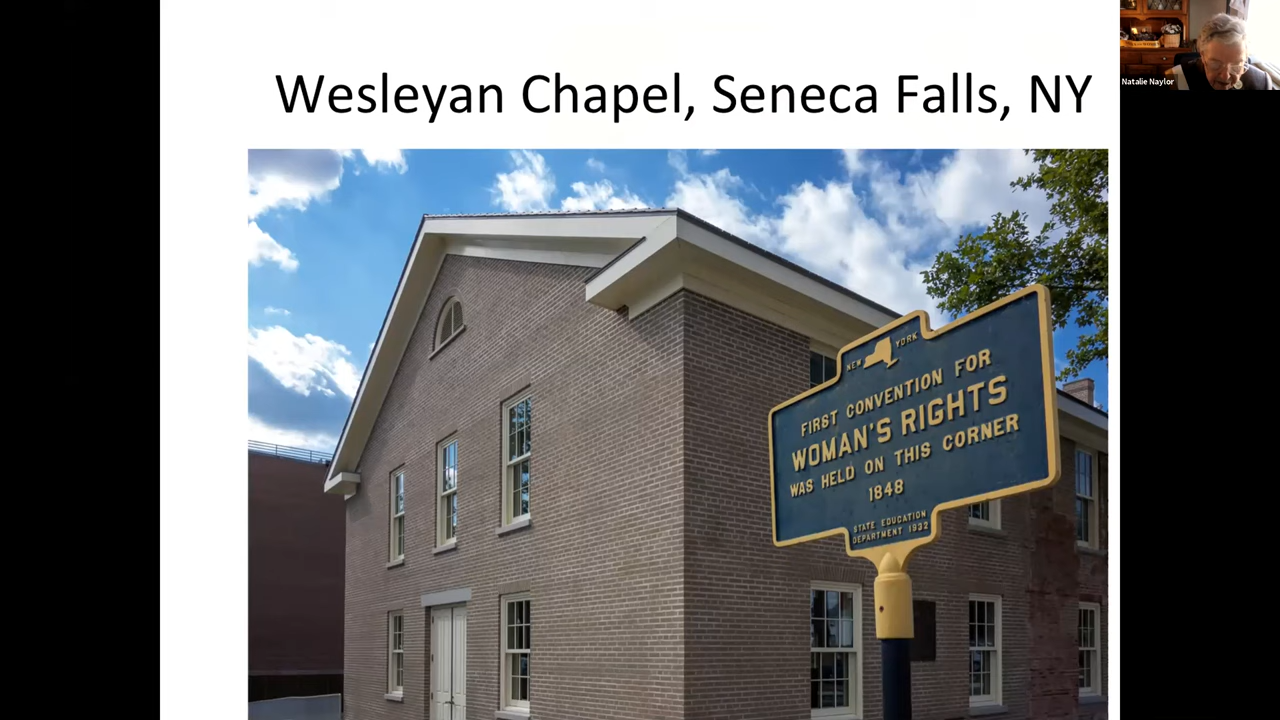 Wesleyan Chapel, Seneca Falls, NY
Natalie Naylor
NEW YORK
FIRST CONVENTION FOR
WOMAN'S RIGHTS
WAS HELD ON THIS CORNER
1848
STATE EDUCATION
DEPARTMENT 1932